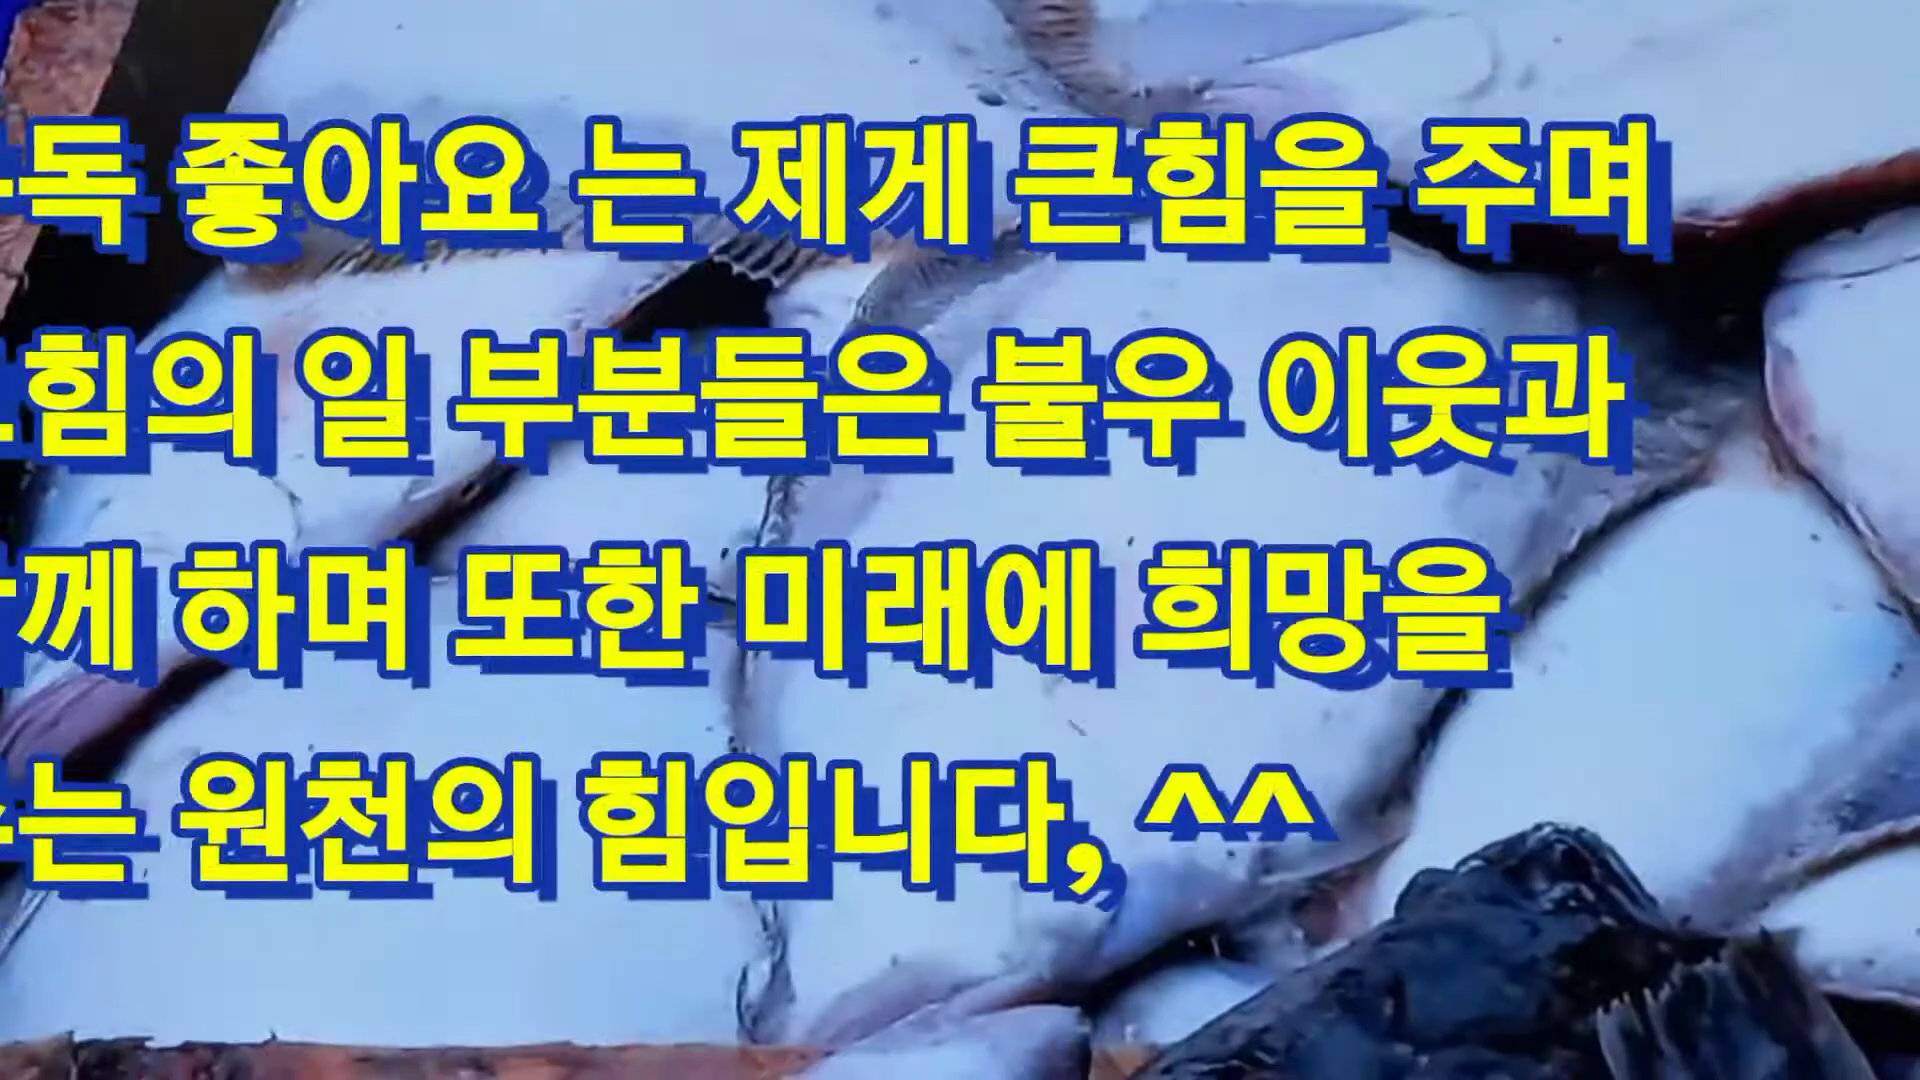 독 좋아요 는 제게 큰힘을 주며
힘의 일 부분들은 불우 이웃과
께 하며 또한 미래에 희망을
는 원천의 힘입니다, ^^